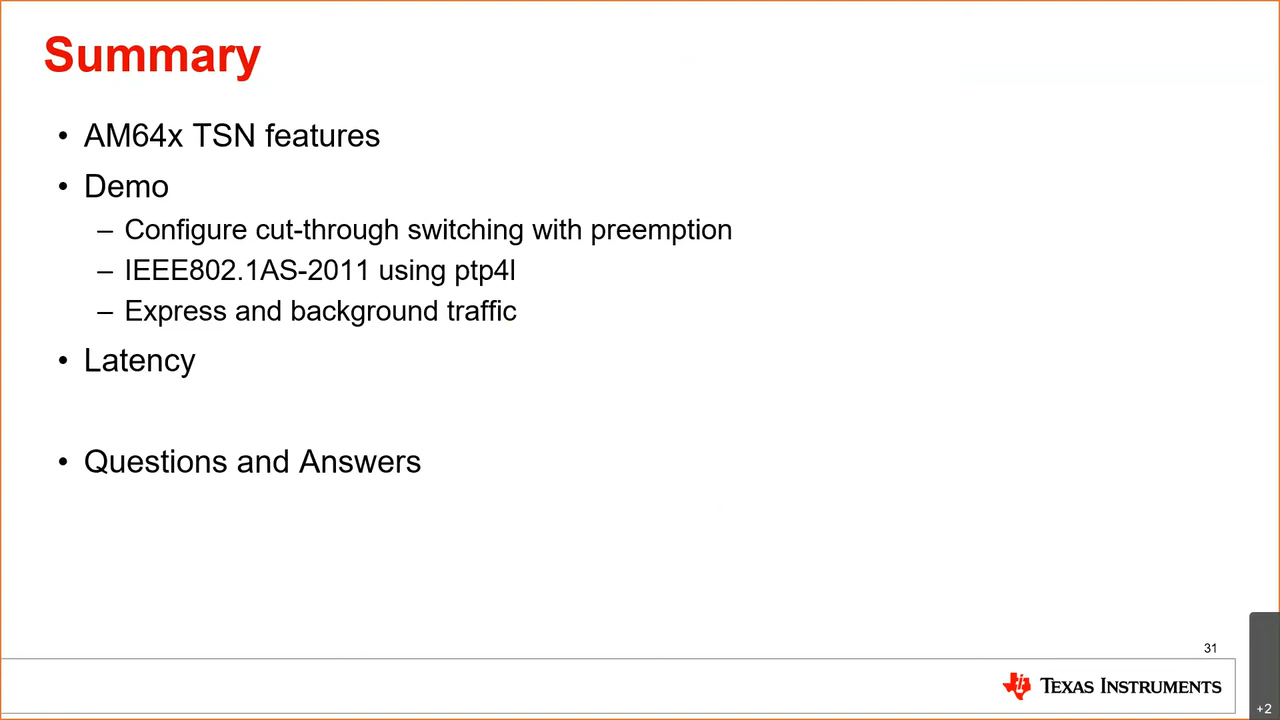 Summary
• AM64x TSN features
• Demo
– Configure cut-through switching with preemption
– IEEE802.1AS-2011 using ptp4l
– Express and background traffic
• Latency
• Questions and Answers
31
TEXAS INSTRUMENTS
+2